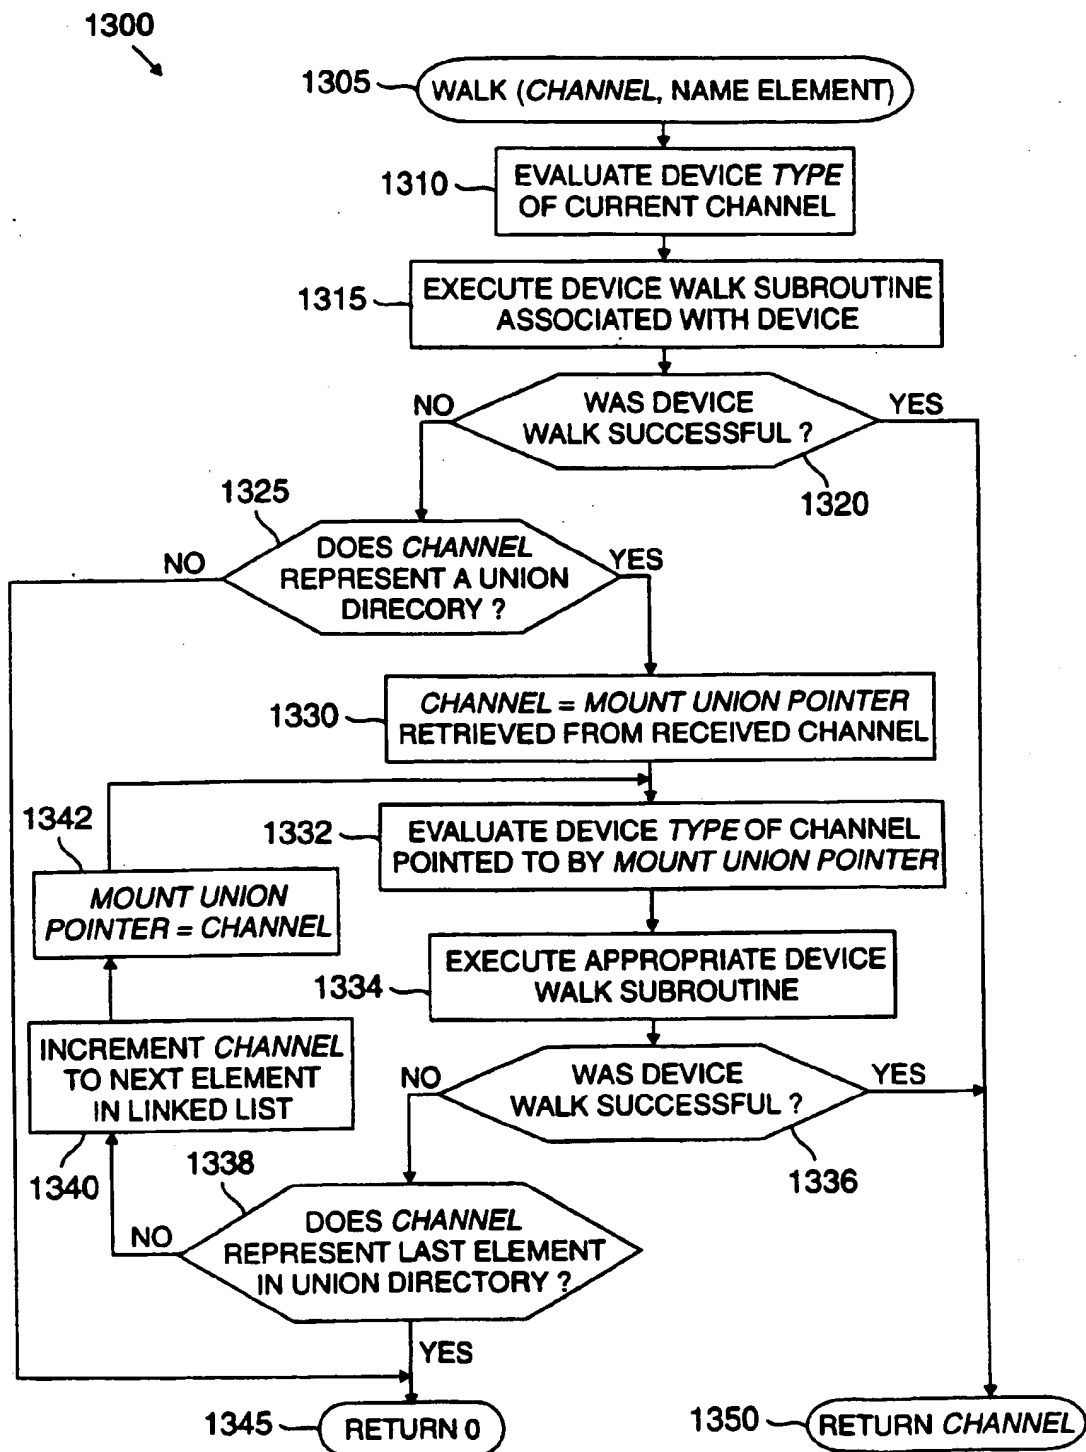 1300
1305
WALK (CHANNEL, NAME ELEMENT)
1310
EVALUATE DEVICE TYPE
OF CURRENT CHANNEL
1315
EXECUTE DEVICE WALK SUBROUTINE
ASSOCIATED WITH DEVICE
NO
WAS DEVICE
WALK SUCCESSFUL ?
YES
1320
1325
NO
DOES CHANNEL
REPRESENT A UNION
DIRECORY ?
YES
1330
CHANNEL = MOUNT UNION POINTER
RETRIEVED FROM RECEIVED CHANNEL
1342
1332
EVALUATE DEVICE TYPE OF CHANNEL
POINTED TO BY MOUNT UNION POINTER
MOUNT UNION
POINTER = CHANNEL
1334
EXECUTE APPROPRIATE DEVICE
WALK SUBROUTINE
INCREMENT CHANNEL
TO NEXT ELEMENT
IN LINKED LIST
1340
NO
WAS DEVICE
WALK SUCCESSFUL ?
YES
1336
1338
NO
DOES CHANNEL
REPRESENT LAST ELEMENT
IN UNION DIRECTORY ?
YES
1345
RETURN 0
1350
RETURN CHANNEL